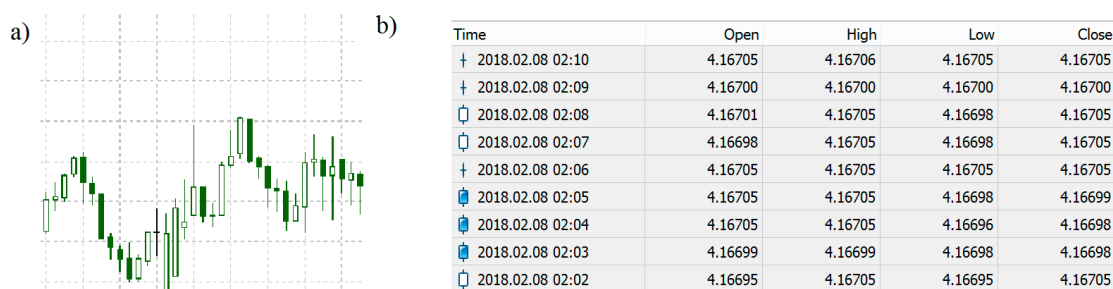 a)
b)
Time Open High Low Close
2018.02.08 02:10 4.16705 4.16706 4.16705 4.16705
2018.02.08 02:09 4.16700 4.16700 4.16700 4.16700
2018.02.08 02:08 4.16701 4.16705 4.16698 4.16705
2018.02.08 02:07 4.16698 4.16705 4.16698 4.16705
2018.02.08 02:06 4.16705 4.16705 4.16705 4.16705
2018.02.08 02:05 4.16705 4.16705 4.16698 4.16699
2018.02.08 02:04 4.16705 4.16705 4.16696 4.16698
2018.02.08 02:03 4.16699 4.16699 4.16698 4.16698
2018.02.08 02:02 4.16695 4.16705 4.16695 4.16705